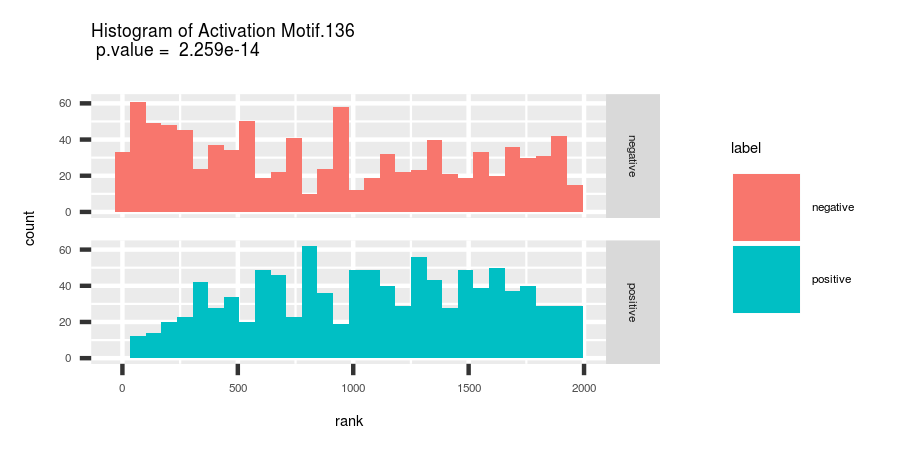 Histogram of Activation Motif.136
p.value = 2.259e-14
count
60
40
20
0
negative
60
40
20
0
positive
0
500
1000
1500
2000
rank
label
negative
positive